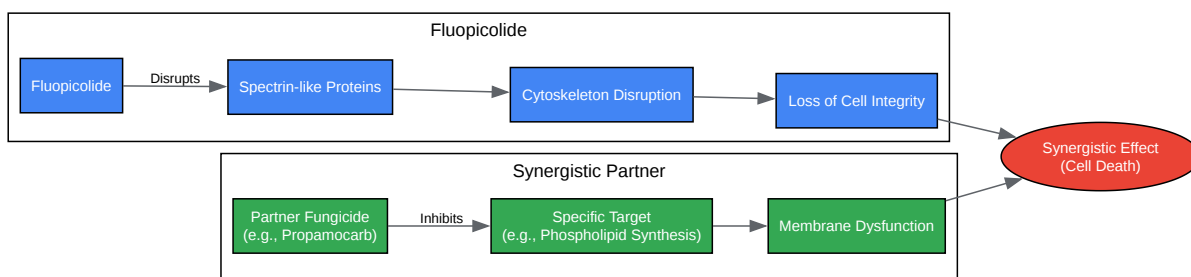 Fluopicolide
Fluopicolide
Disrupts
Spectrin-like Proteins
Cytoskeleton Disruption
Loss of Cell Integrity
Synergistic Effect
(Cell Death)
Synergistic Partner
Partner Fungicide
(e.g., Propamocarb)
Inhibits
Specific Target
(e.g., Phospholipid Synthesis)
Membrane Dysfunction